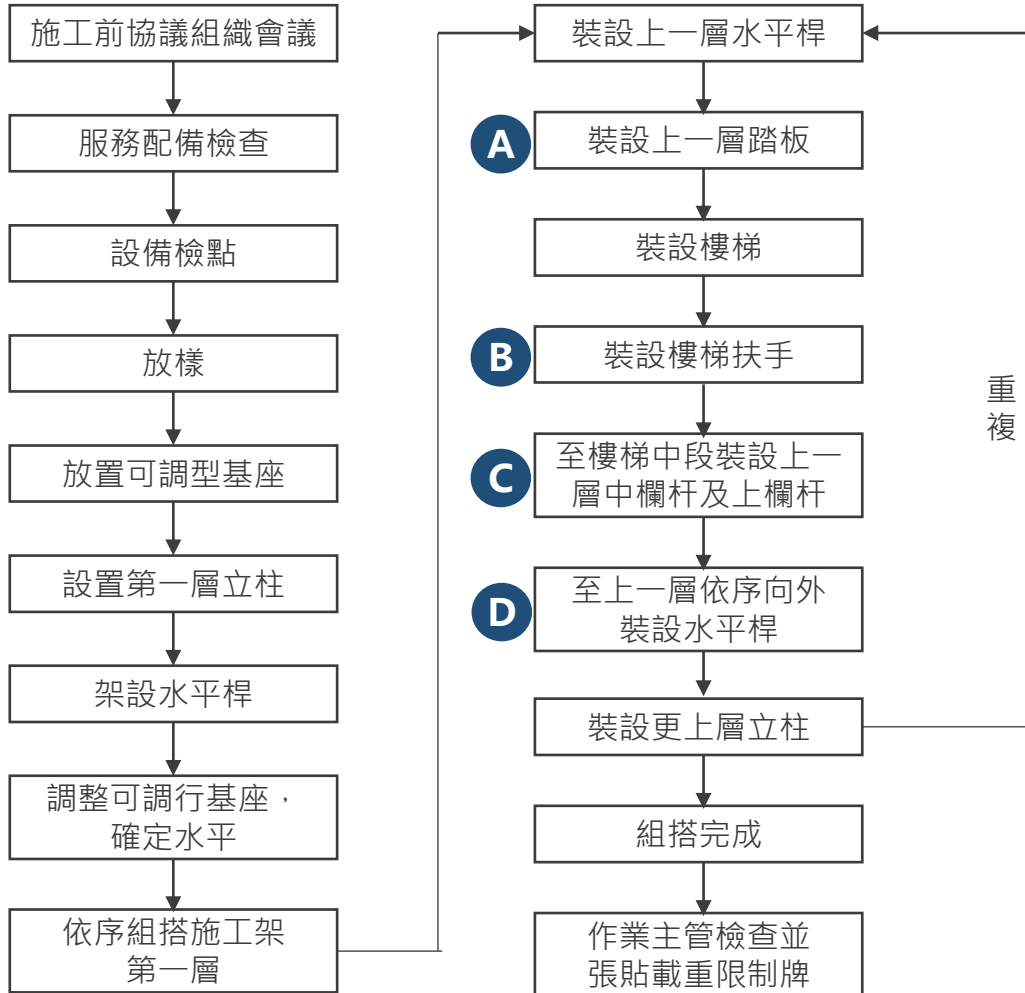 施工前協議組織會議
服務配備檢查
設備檢點
放樣
放置可調型基座
設置第一層立柱
架設水平桿
調整可調行基座，
確定水平
依序組搭施工架
第一層
裝設上一層水平桿
A
裝設上一層踏板
裝設樓梯
B
裝設樓梯扶手
C
至樓梯中段裝設上一
層中欄杆及上欄杆
D
至上一層依序向外
裝設水平桿
裝設更上層立柱
組搭完成
作業主管檢查並
張貼載重限制牌
重
複